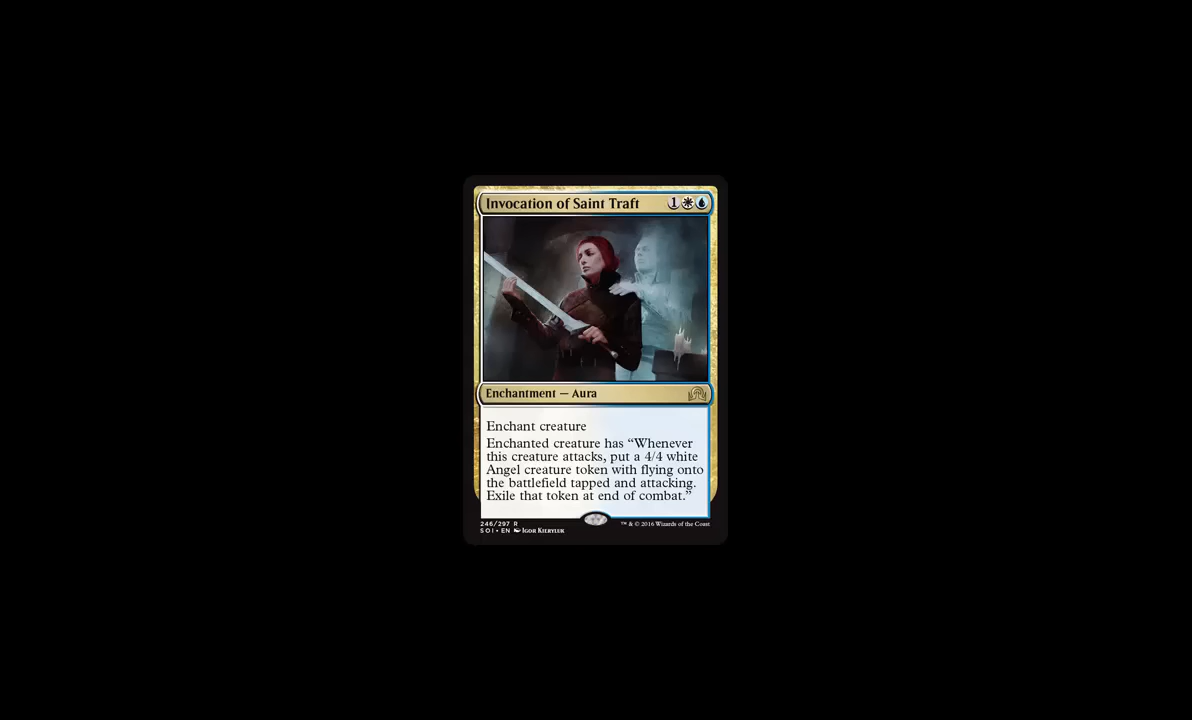 Invocation of Saint Traft 1
Enchantment — Aura
Enchant creature
Enchanted creature has “Whenever
this creature attacks, put a 4/4 white
Angel creature token with flying onto
the battlefield tapped and attacking.
Exile that token at end of combat.”
246/297 R
SOI • EN Igor Kieryluk
™ & © 2016 Wizards of the Coast